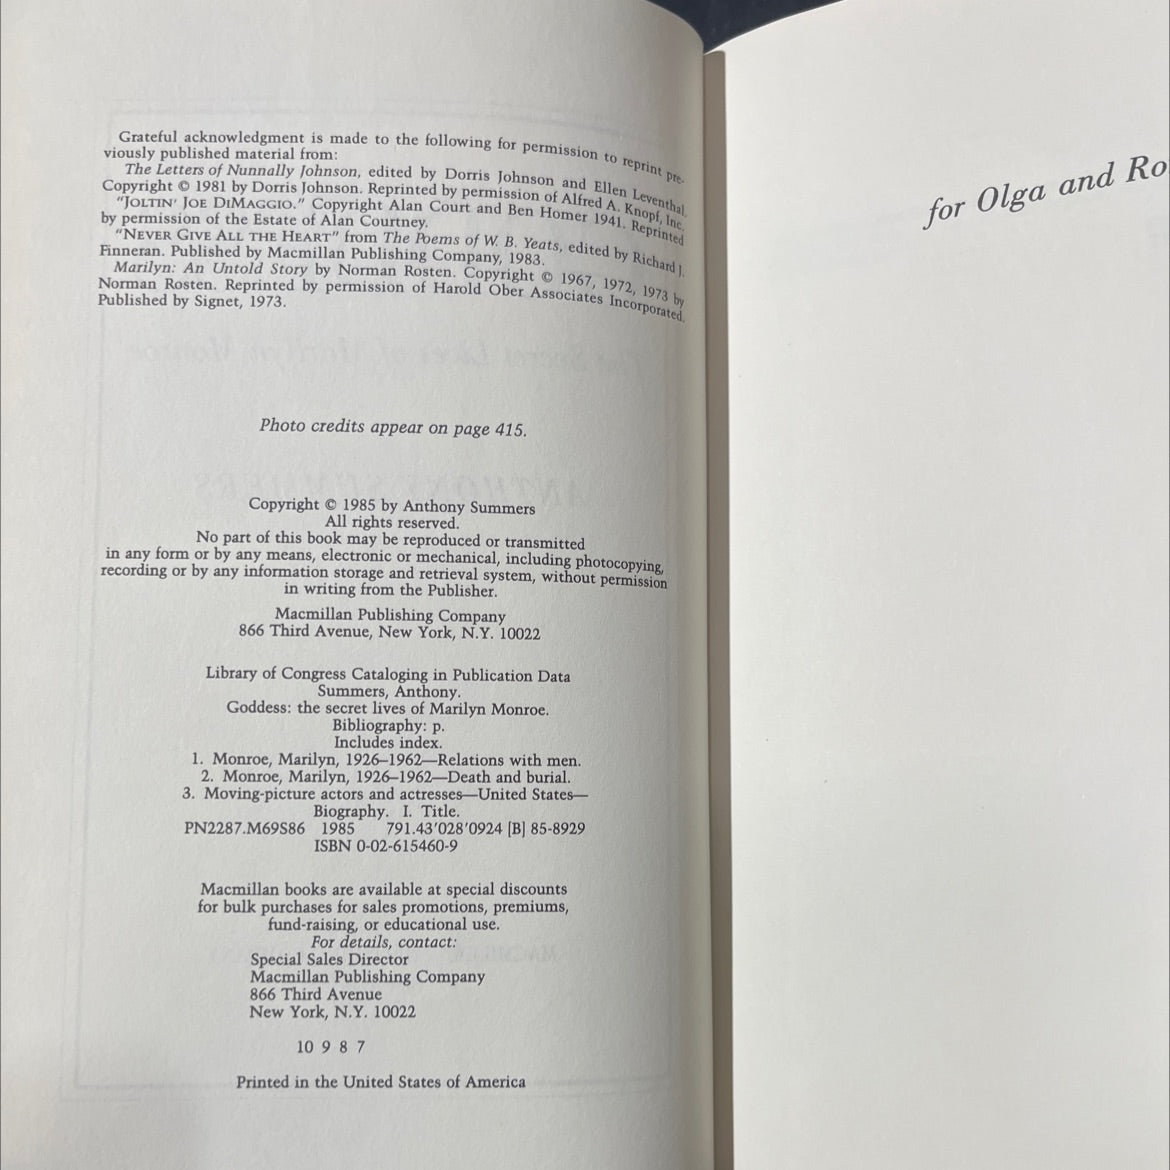 Grateful acknowledgment is made to the following for permission to reprint pre-
viously published material from:
The Letters of Nunnally Johnson, edited by Dorris Johnson and Ellen Leventhal.
Copyright © 1981 by Dorris Johnson. Reprinted by permission of Alfred A. Knopf, Inc.
"JOLTIN' JOE DIMAGGIO." Copyright Alan Court and Ben Homer 1941. Reprinted
by permission of the Estate of Alan Courtney.
"NEVER GIVE ALL THE HEART" from The Poems of W. B. Yeats, edited by Richard J.
Finneran. Published by Macmillan Publishing Company, 1983.
Marilyn: An Untold Story by Norman Rosten. Copyright © 1967, 1972, 1973 by
Norman Rosten. Reprinted by permission of Harold Ober Associates Incorporated.
Published by Signet, 1973.
Photo credits appear on page 415.
Copyright © 1985 by Anthony Summers
All rights reserved.
No part of this book may be reproduced or transmitted
in any form or by any means, electronic or mechanical, including photocopying,
recording or by any information storage and retrieval system, without permission
in writing from the Publisher.
Macmillan Publishing Company
866 Third Avenue, New York, N.Y. 10022
Library of Congress Cataloging in Publication Data
Summers, Anthony.
Goddess: the secret lives of Marilyn Monroe.
Bibliography: p.
Includes index.
1. Monroe, Marilyn, 1926–1962—Relations with men.
2. Monroe, Marilyn, 1926–1962—Death and burial.
3. Moving-picture actors and actresses—United States—
Biography. I. Title.
PN2287.M69S86 1985 791.43'028'0924 [B] 85-8929
ISBN 0-02-615460-9
Macmillan books are available at special discounts
for bulk purchases for sales promotions, premiums,
fund-raising, or educational use.
For details, contact:
Special Sales Director
Macmillan Publishing Company
866 Third Avenue
New York, N.Y. 10022
10 9 8 7
Printed in the United States of America
for Olga and Ro